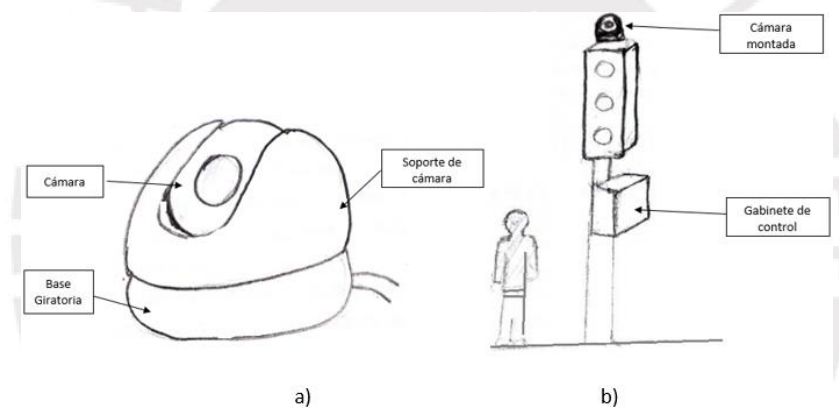 Cámara
Base
Giratoria
Soporte de
cámara
Cámara
montada
Gabinete de
control
a)
b)